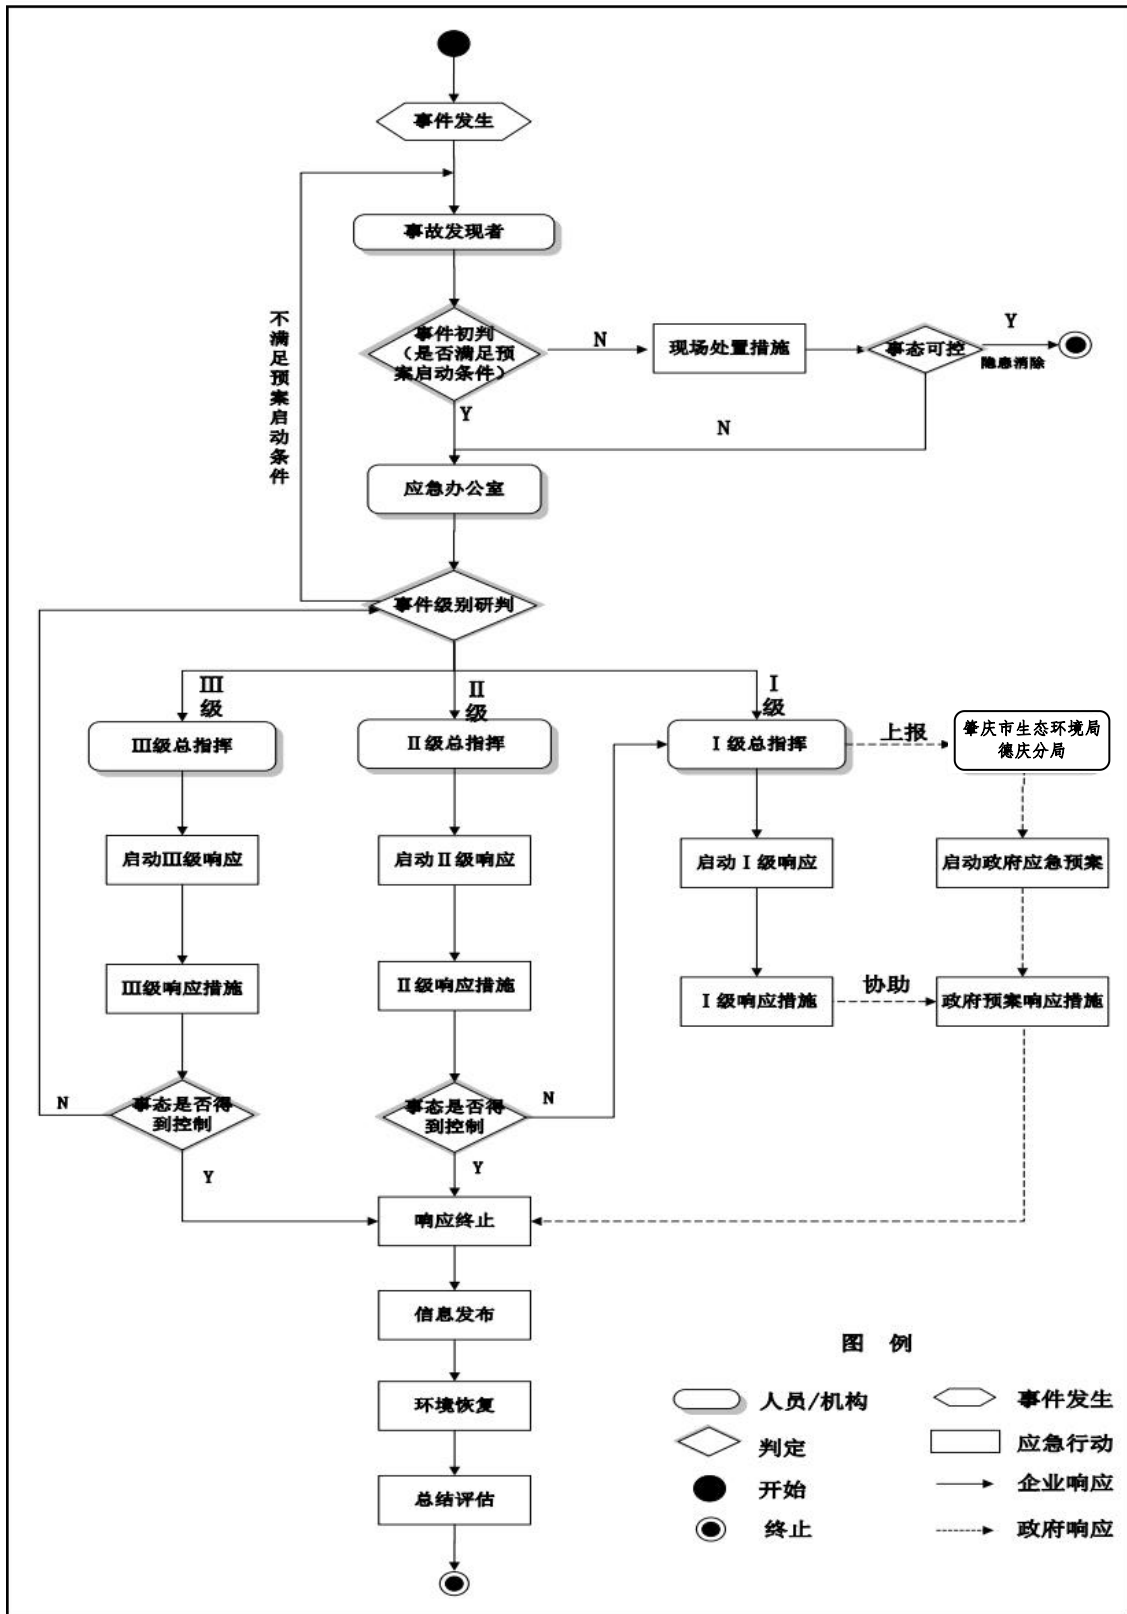 事件发生
事故发现者
不满足预案启动条件
事件初判
（是否满足预
案启动条件）
N
现场处置措施
事态可控
Y
隐患消除
Y
N
应急办公室
事件级别研判
III
级
II
级
I
级
III级总指挥
II级总指挥
I级总指挥
上报
肇庆市生态环境局
德庆分局
启动III级响应
启动II级响应
启动I级响应
启动政府应急预案
III级响应措施
II级响应措施
I级响应措施
协助
政府预案响应措施
N
事态是否得
到控制
事态是否得
到控制
N
Y
Y
响应终止
信息发布
环境恢复
总结评估
图 例
人员/机构
事件发生
判定
应急行动
开始
企业响应
终止
政府响应